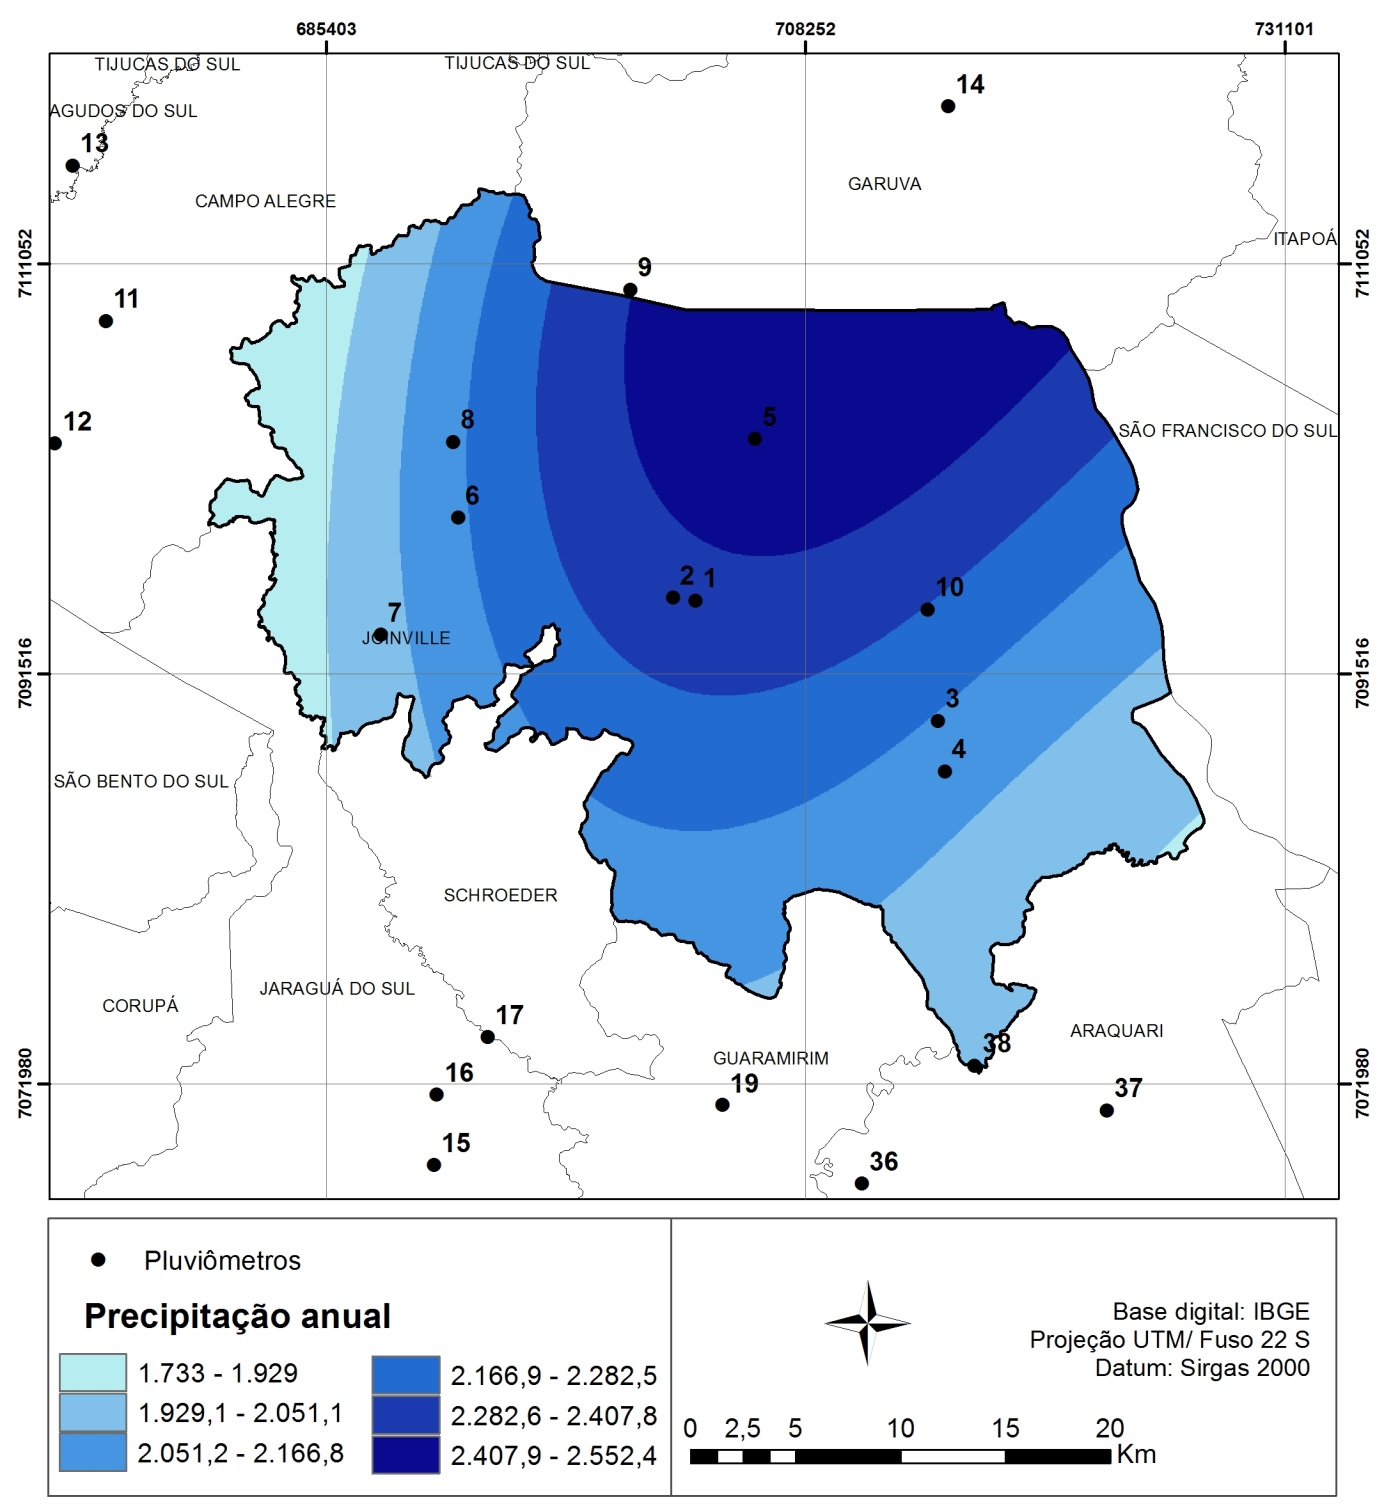 685403 708252 731101
TIJUCAS DO SUL TIJUCAS DO SUL
14
AGUDOS DO SUL
13
GARUVA
CAMPO ALEGRE
ITAPOÁ
7111052 7111052
9
11
5
12
8
SÃO FRANCISCO DO SUL
6
2 1
10
7
JOINVILLE
7091516 7091516
3
4
SÃO BENTO DO SUL
SCHROEDER
JARAGUÁ DO SUL
CORUPÁ
17
ARAQUARI
38
GUARAMIRIM
7071980 7071980
16
19
37
15
36
Pluviômetros
Precipitação anual
1.733 - 1.929
1.929,1 - 2.051,1
2.051,2 - 2.166,8
2.166,9 - 2.282,5
2.282,6 - 2.407,8
2.407,9 - 2.552,4
Base digital: IBGE
Projeção UTM/ Fuso 22 S
Datum: Sirgas 2000
0 2,5 5 10 15 20
Km